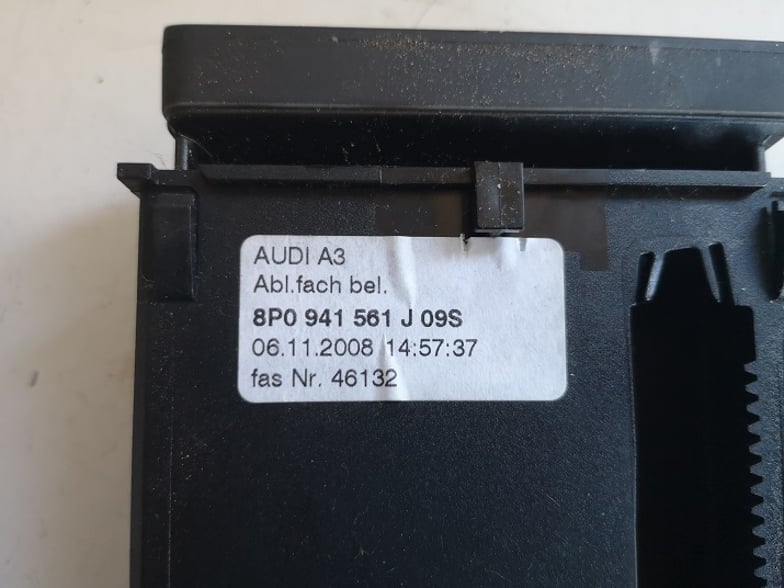 AUDI A3
Abl.fach bel.
8P0 941 561 J 09S
06.11.2008 14:57:37
fas Nr. 46132